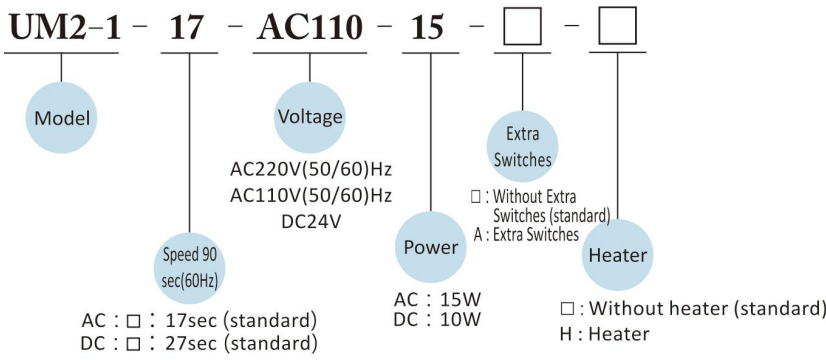 UM2-1 - 17 - AC110 - 15 - □ - □
Model
Voltage
AC220V(50/60)Hz
AC110V(50/60)Hz
DC24V
Extra
Switches
□ : Without Extra
Switches (standard)
A : Extra Switches
Speed 90
sec(60Hz)
AC : □ : 17sec (standard)
DC : □ : 27sec (standard)
Power
AC : 15W
DC : 10W
Heater
□ : Without heater (standard)
H : Heater